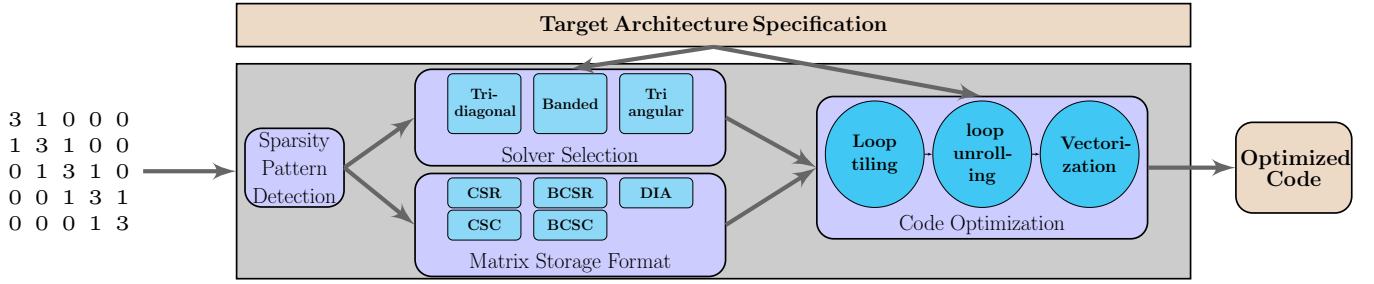 Target Architecture Specification
3 1 0 0 0
1 3 1 0 0
0 1 3 1 0
0 0 1 3 1
0 0 0 1 3
Sparsity
Pattern
Detection
Tri-
diagonal
Banded
Tri
angular
Solver Selection
CSR
BCSR
DIA
CSC
BCSC
Matrix Storage Format
Loop
tiling
loop
unroll-
ing
Vectori-
zation
Code Optimization
Optimized
Code